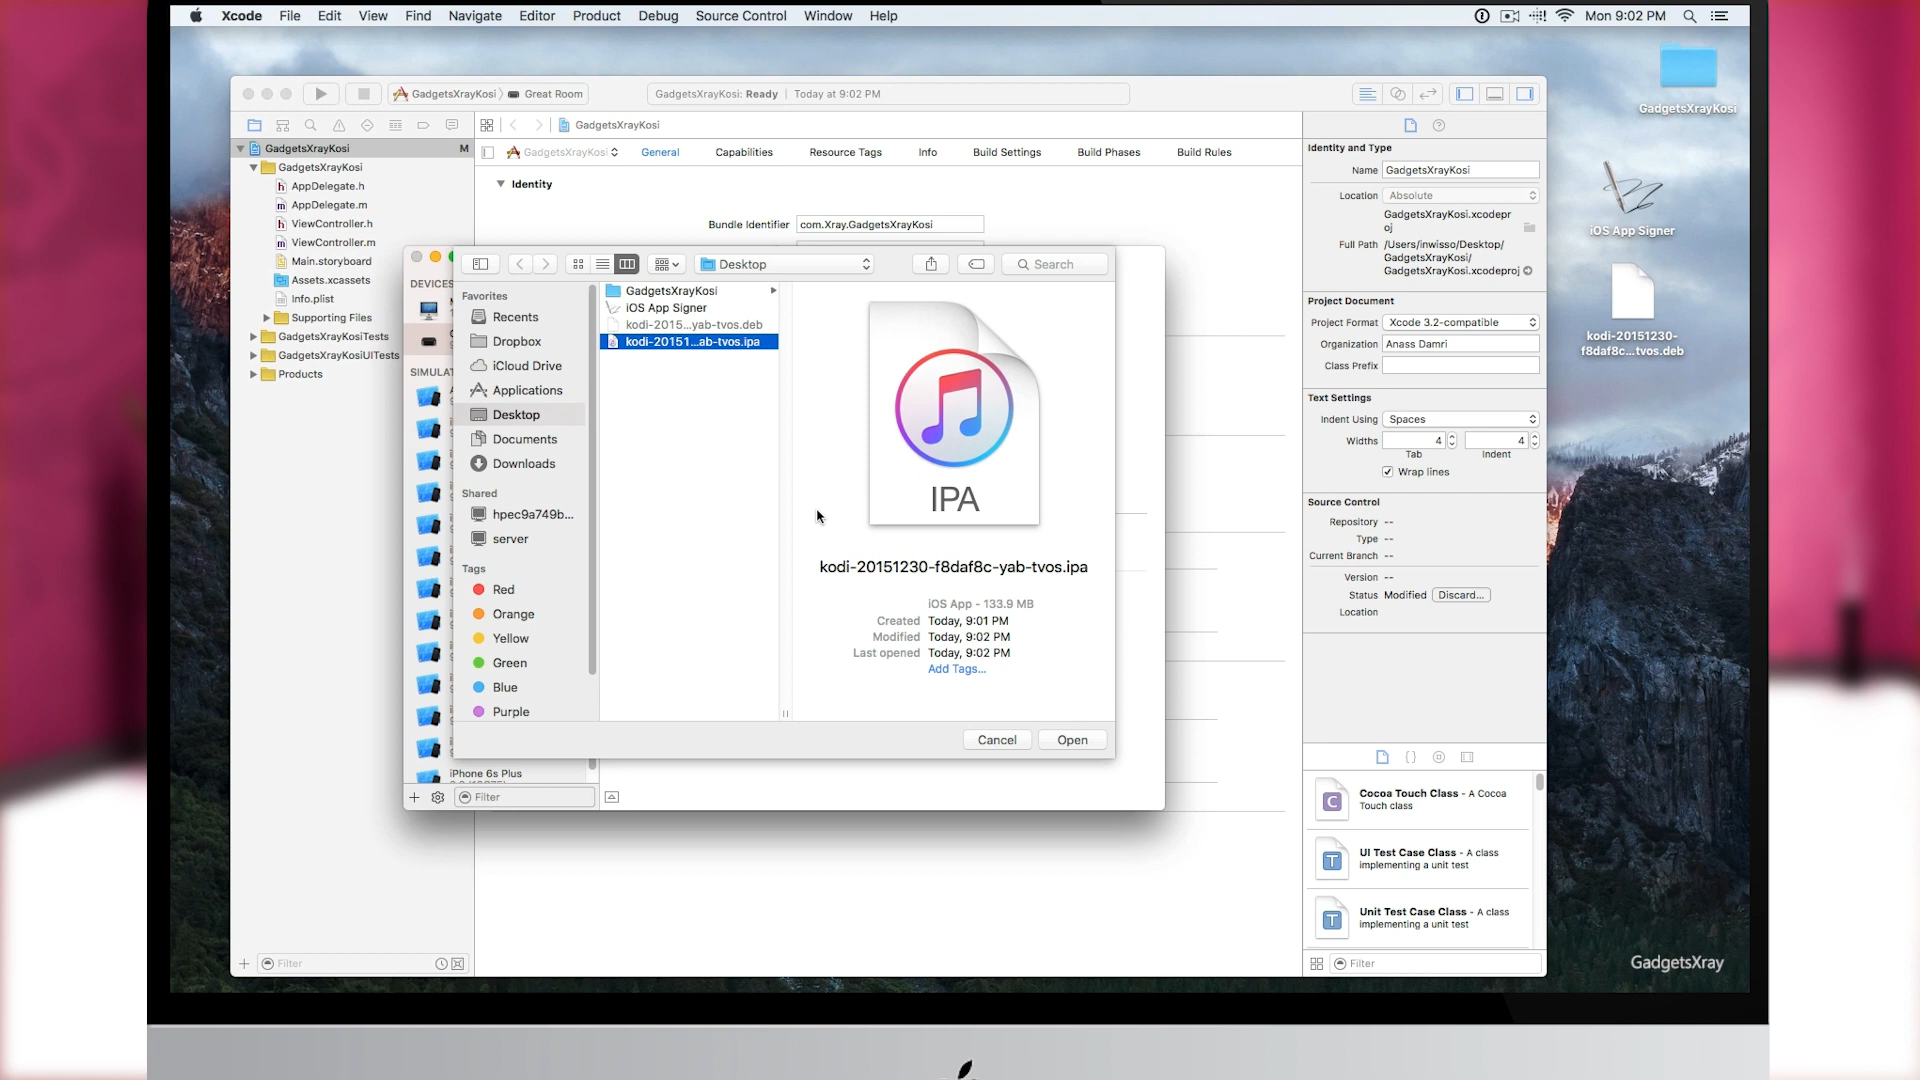 Xcode File Edit View Find Navigate Editor Product Debug Source Control Window Help
Mon 9:02 PM
GadgetsXrayKosi
iOS App Signer
kodi-20151230-
f8daf8c...tvos.deb
GadgetsXrayKosi Great Room
GadgetsXrayKosi: Ready | Today at 9:02 PM
GadgetsXrayKosi M
GadgetsXrayKosi
AppDelegate.h
AppDelegate.m
ViewController.h
ViewController.m
Main.storyboard
Assets.xcassets
Info.plist
Supporting Files
GadgetsXrayKosiTests
GadgetsXrayKosiUITests
Products
Filter
GadgetsXrayKosi
GadgetsXrayKosi General Capabilities Resource Tags Info Build Settings Build Phases Build Rules
Identity
Bundle Identifier com.Xray.GadgetsXrayKosi
DEVICES
SIMULAT
iPhone 6s Plus
Filter
Desktop
Search
Favorites
Recents
Dropbox
iCloud Drive
Applications
Desktop
Documents
Downloads
Shared
hpec9a749b...
server
Tags
Red
Orange
Yellow
Green
Blue
Purple
GadgetsXrayKosi
iOS App Signer
kodi-2015...yab-tvos.deb
kodi-20151...ab-tvos.ipa
IPA
kodi-20151230-f8daf8c-yab-tvos.ipa
iOS App - 133.9 MB
Created Today, 9:01 PM
Modified Today, 9:02 PM
Last opened Today, 9:02 PM
Add Tags...
Cancel Open
Identity and Type
Name GadgetsXrayKosi
Location Absolute
GadgetsXrayKosi.xcodepr
oj
Full Path /Users/inwisso/Desktop/
GadgetsXrayKosi/
GadgetsXrayKosi.xcodeproj
Project Document
Project Format Xcode 3.2-compatible
Organization Anass Damri
Class Prefix
Text Settings
Indent Using Spaces
Widths 4 4
Tab Indent
Wrap lines
Source Control
Repository --
Type --
Current Branch --
Version --
Status Modified Discard...
Location
Cocoa Touch Class - A Cocoa
Touch class
UI Test Case Class - A class
implementing a unit test
Unit Test Case Class - A class
implementing a unit test
Filter
GadgetsXray